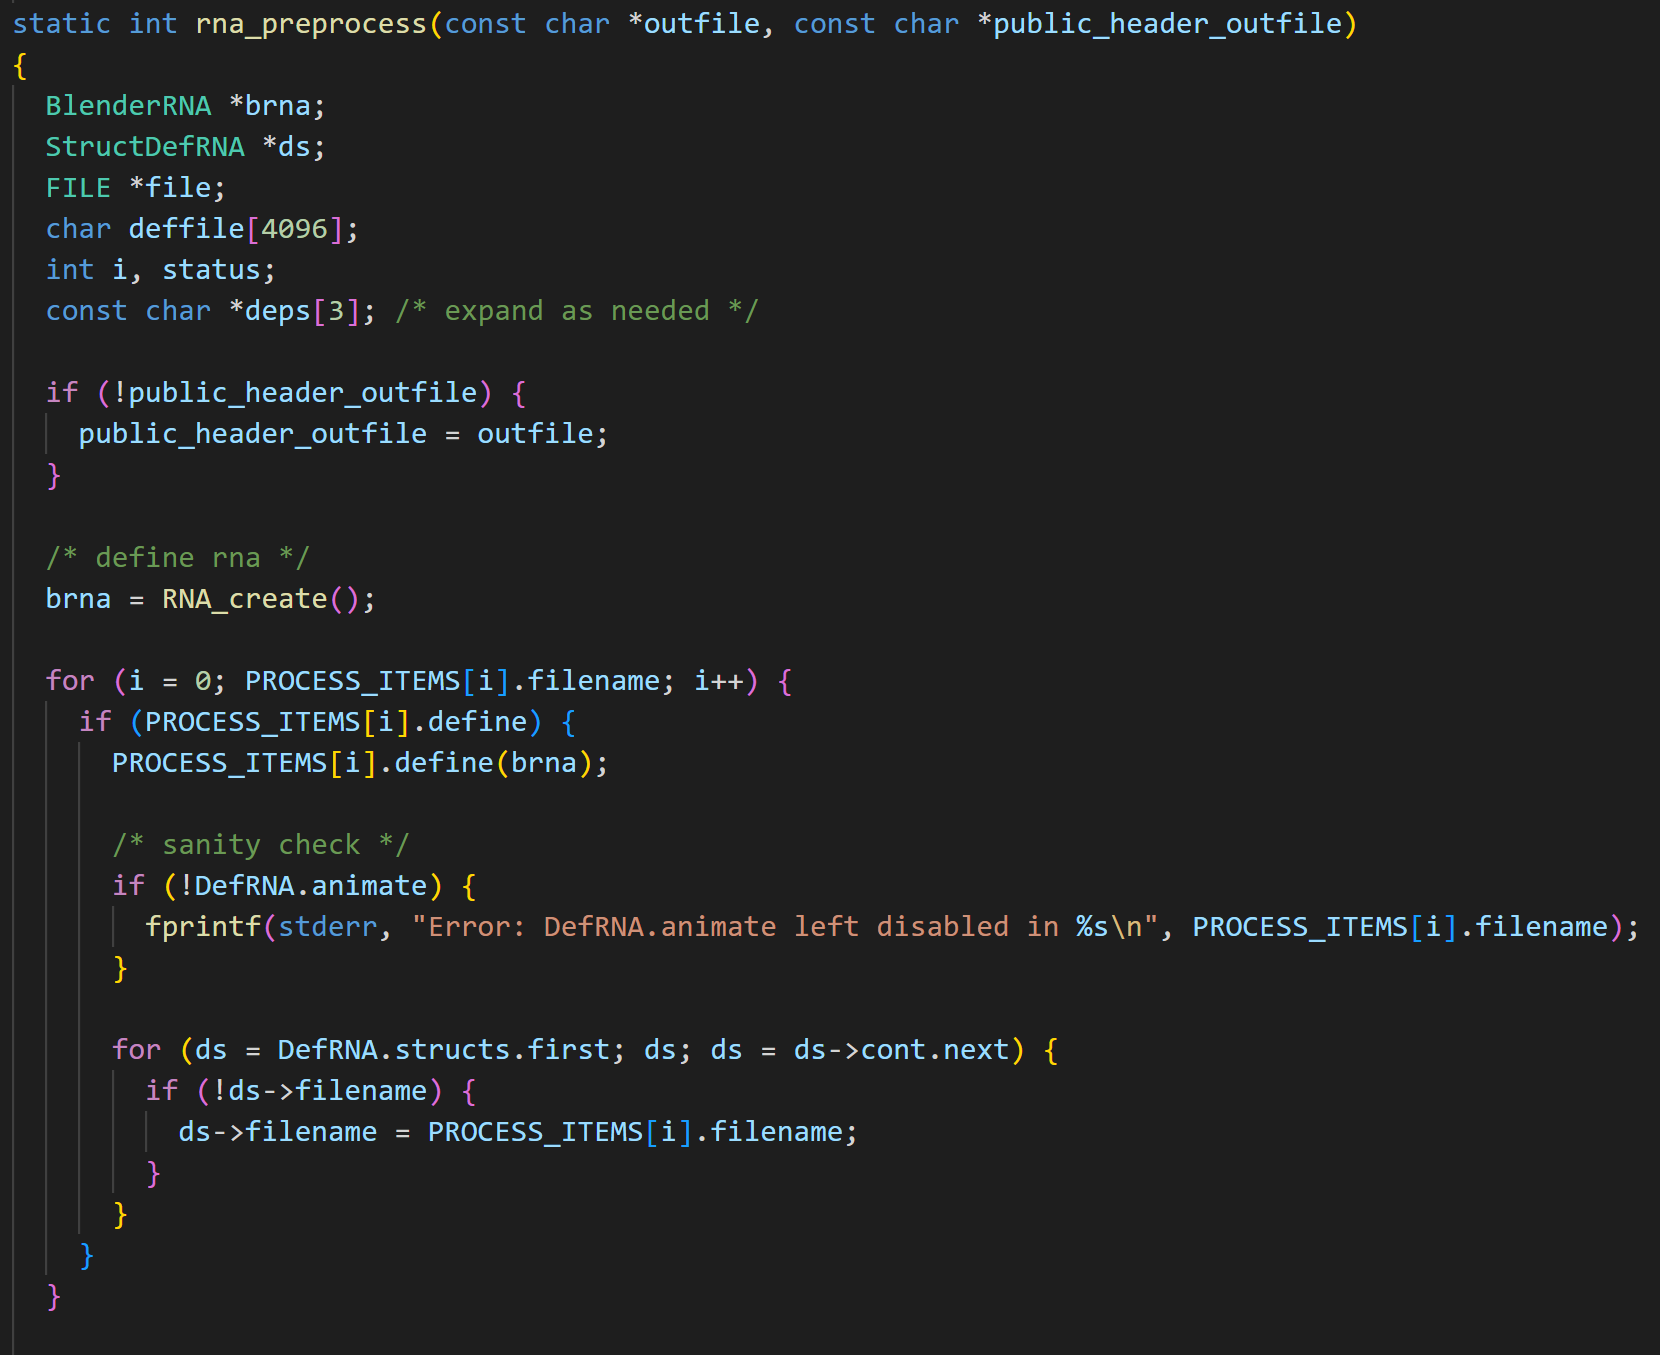 static int rna_preprocess(const char *outfile, const char *public_header_outfile)
{
  BlenderRNA *brna;
  StructDefRNA *ds;
  FILE *file;
  char deffile[4096];
  int i, status;
  const char *deps[3]; /* expand as needed */

  if (!public_header_outfile) {
    public_header_outfile = outfile;
  }

  /* define rna */
  brna = RNA_create();

  for (i = 0; PROCESS_ITEMS[i].filename; i++) {
    if (PROCESS_ITEMS[i].define) {
      PROCESS_ITEMS[i].define(brna);

      /* sanity check */
      if (!DefRNA.animate) {
        fprintf(stderr, "Error: DefRNA.animate left disabled in %s\n", PROCESS_ITEMS[i].filename);
      }

      for (ds = DefRNA.structs.first; ds; ds = ds->cont.next) {
        if (!ds->filename) {
          ds->filename = PROCESS_ITEMS[i].filename;
        }
      }
    }
  }